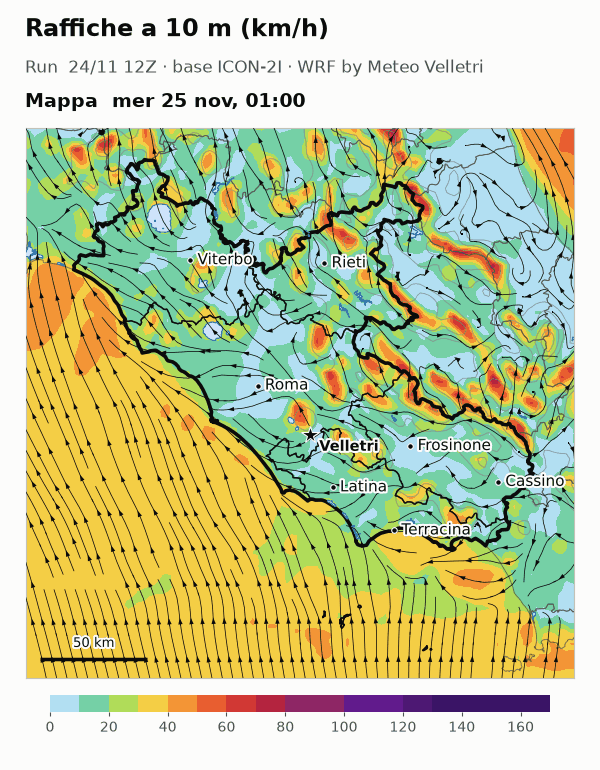 Raffiche a 10 m (km/h)
Run 24/11 12Z · base ICON-2I · WRF by Meteo Velletri
Mappa mer 25 nov, 01:00
Viterbo
Rieti
Roma
Velletri
Frosinone
Latina
Cassino
Terracina
50 km
0 20 40 60 80 100 120 140 160